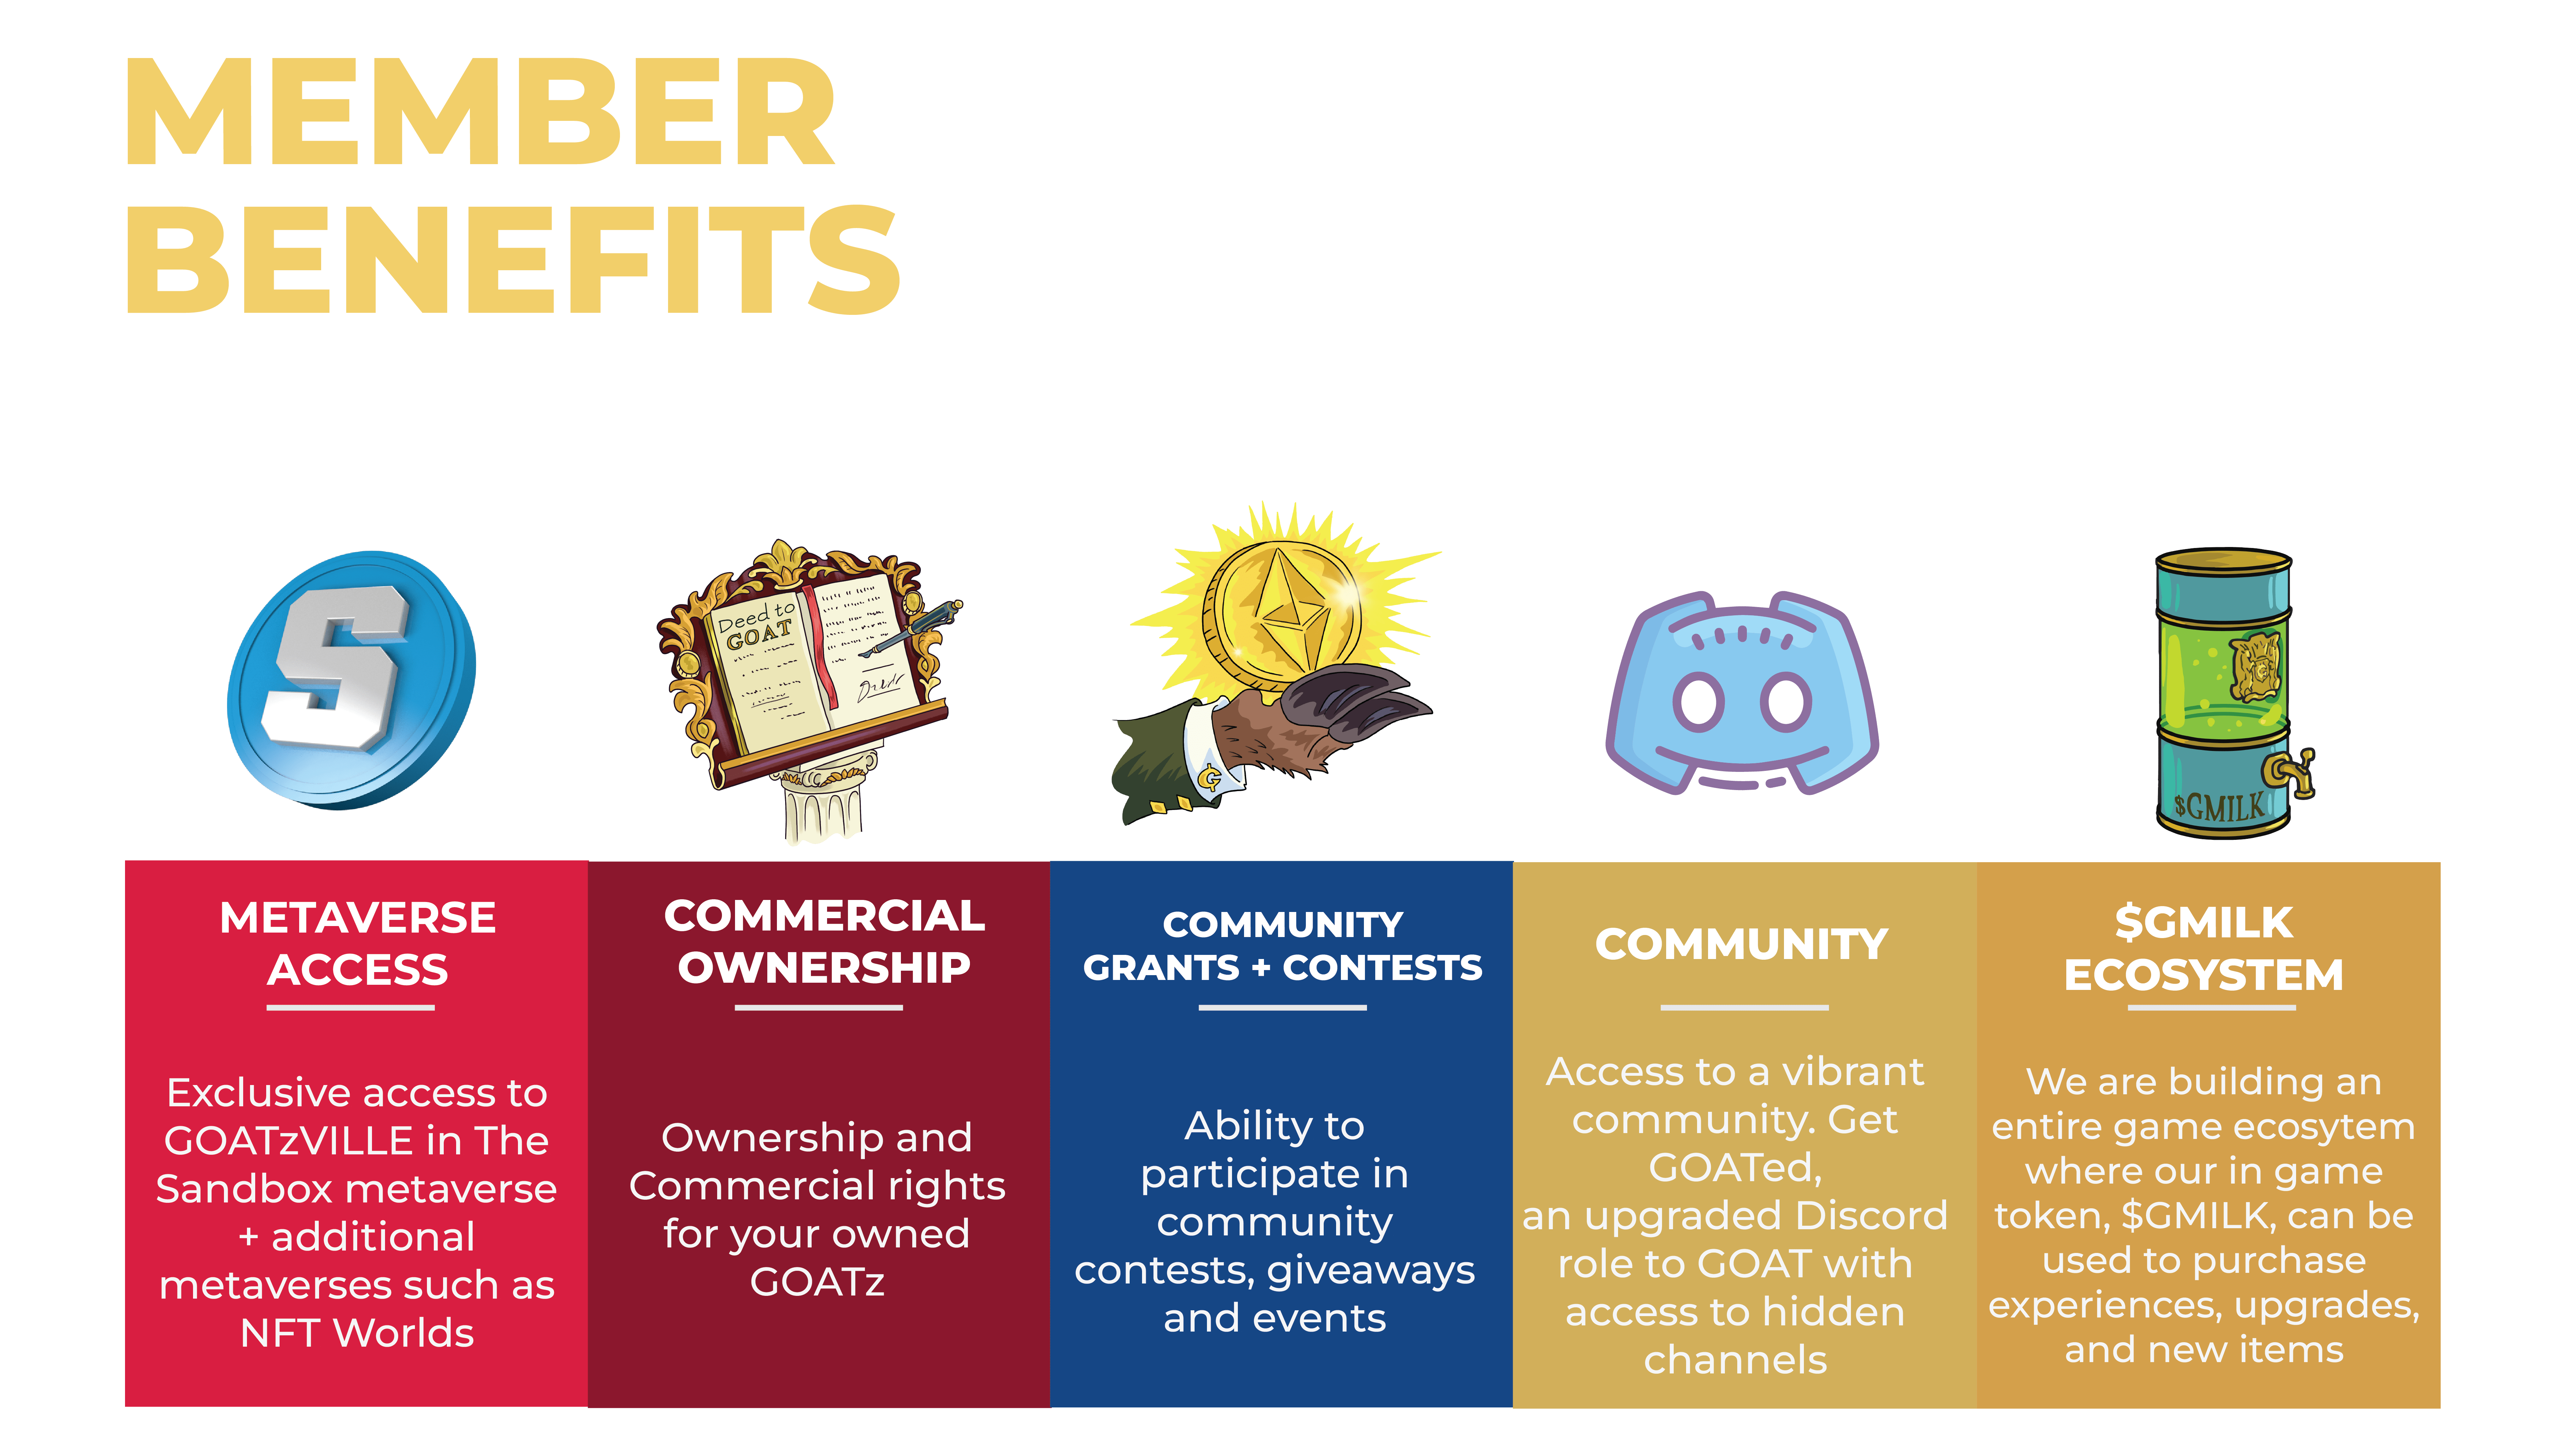 MEMBER
BENEFITS
S
Deed to
GOAT
G
$GMILK
METAVERSE
ACCESS
Exclusive access to
GOATzVILLE in The
Sandbox metaverse
+ additional
metaverses such as
NFT Worlds
COMMERCIAL
OWNERSHIP
Ownership and
Commercial rights
for your owned
GOATz
COMMUNITY
GRANTS + CONTESTS
Ability to
participate in
community
contests, giveaways
and events
COMMUNITY
Access to a vibrant
community. Get
GOATed,
an upgraded Discord
role to GOAT with
access to hidden
channels
$GMILK
ECOSYSTEM
We are building an
entire game ecosytem
where our in game
token, $GMILK, can be
used to purchase
experiences, upgrades,
and new items